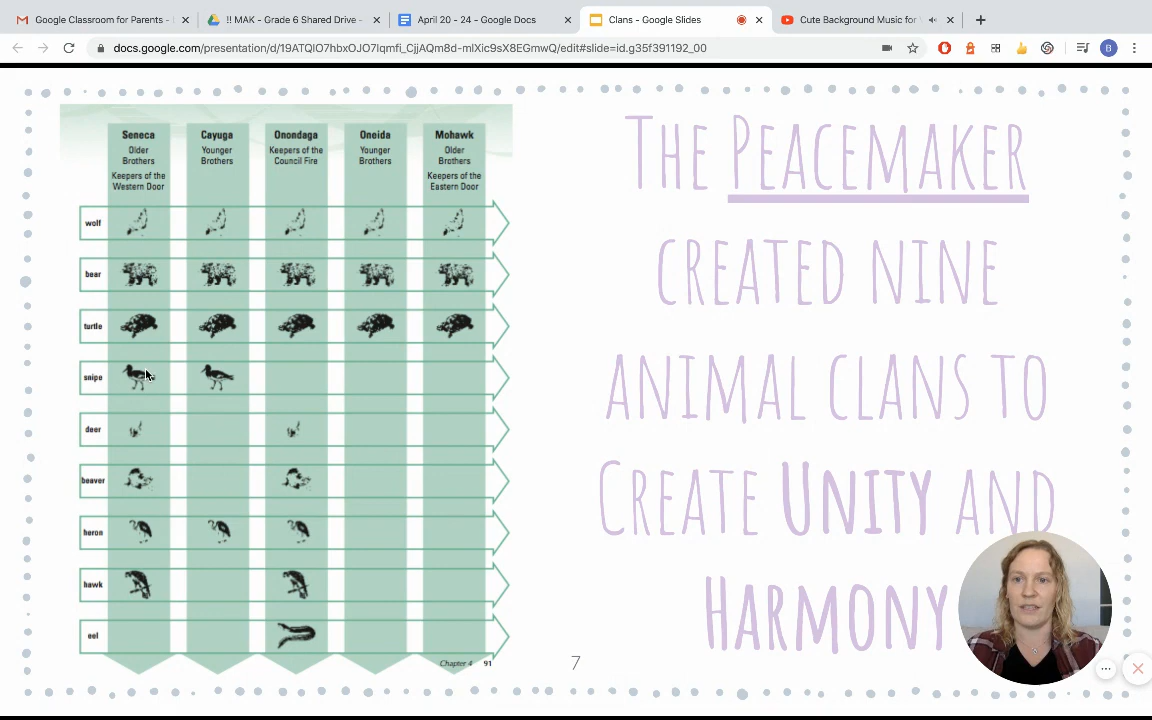 Google Classroom for Parents -
!! MAK - Grade 6 Shared Drive -
April 20 - 24 - Google Docs
Clans - Google Slides
Cute Background Music for
docs.google.com/presentation/d/19ATQIO7hbxOJO7Iqmfi_CjjAQm8d-mlXic9sX8EGmwQ/edit#slide=id.g35f391192_00
B
Seneca
Older
Brothers
Keepers of the
Western Door
Cayuga
Younger
Brothers
Onondaga
Keepers of the
Council Fire
Oneida
Younger
Brothers
Mohawk
Older
Brothers
Keepers of the
Eastern Door
wolf
bear
turtle
snipe
deer
beaver
heron
hawk
eel
Chapter 4 91
THE PEACEMAKER
CREATED NINE
ANIMAL CLANS TO
CREATE UNITY AND
HARMONY
7